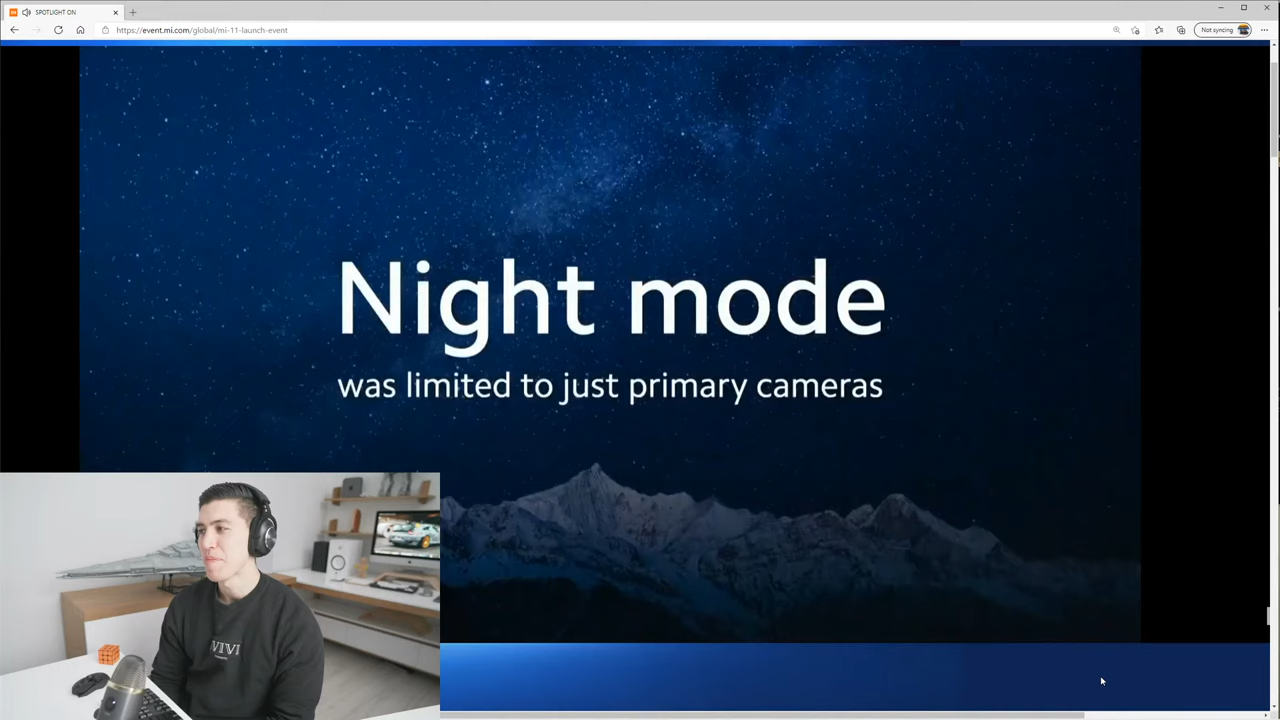 SPOTLIGHT ON
https://event.mi.com/global/mi-11-launch-event
Not syncing
Night mode
was limited to just primary cameras